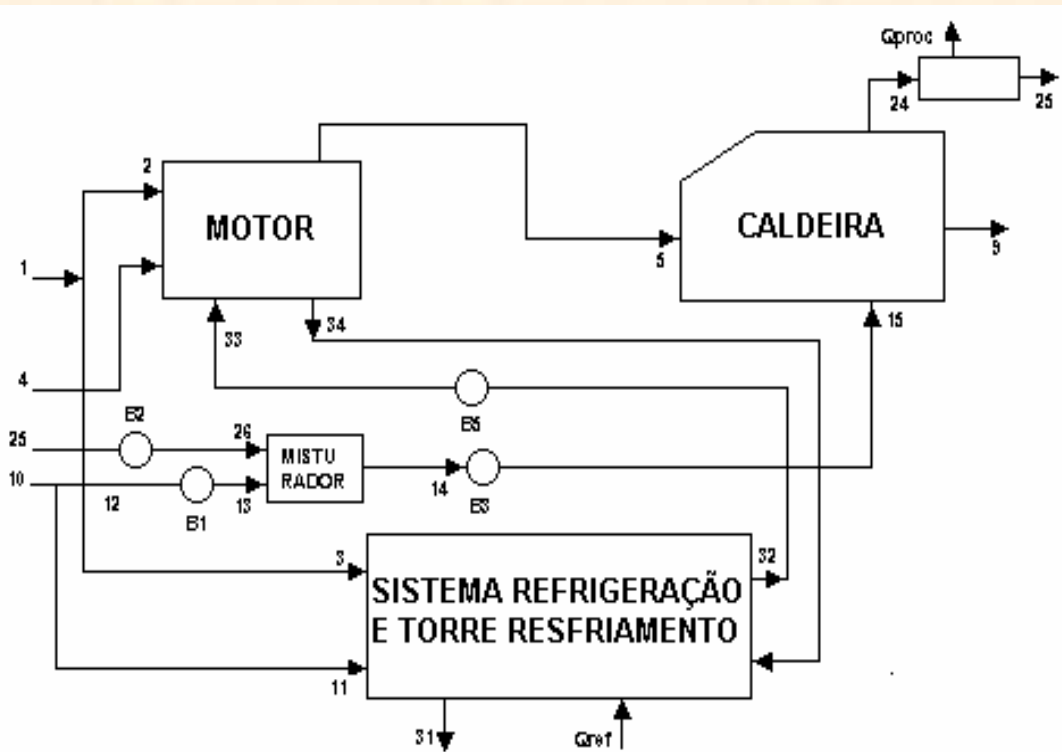 Qproc
24
25
2
MOTOR
CALDEIRA
5
9
1
15
33
34
4
B2
B5
25
26
MISTU
RADOR
10
12
13
14
B1
B3
3
32
SISTEMA REFRIGERAÇÃO
E TORRE RESFRIAMENTO
11
31
Qref